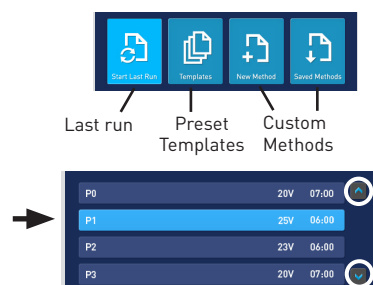 Start Last Run Templates New Method Saved Methods
Last run Preset Templates Custom Methods
P0 20V 07:00
P1 25V 06:00
P2 23V 06:00
P3 20V 07:00